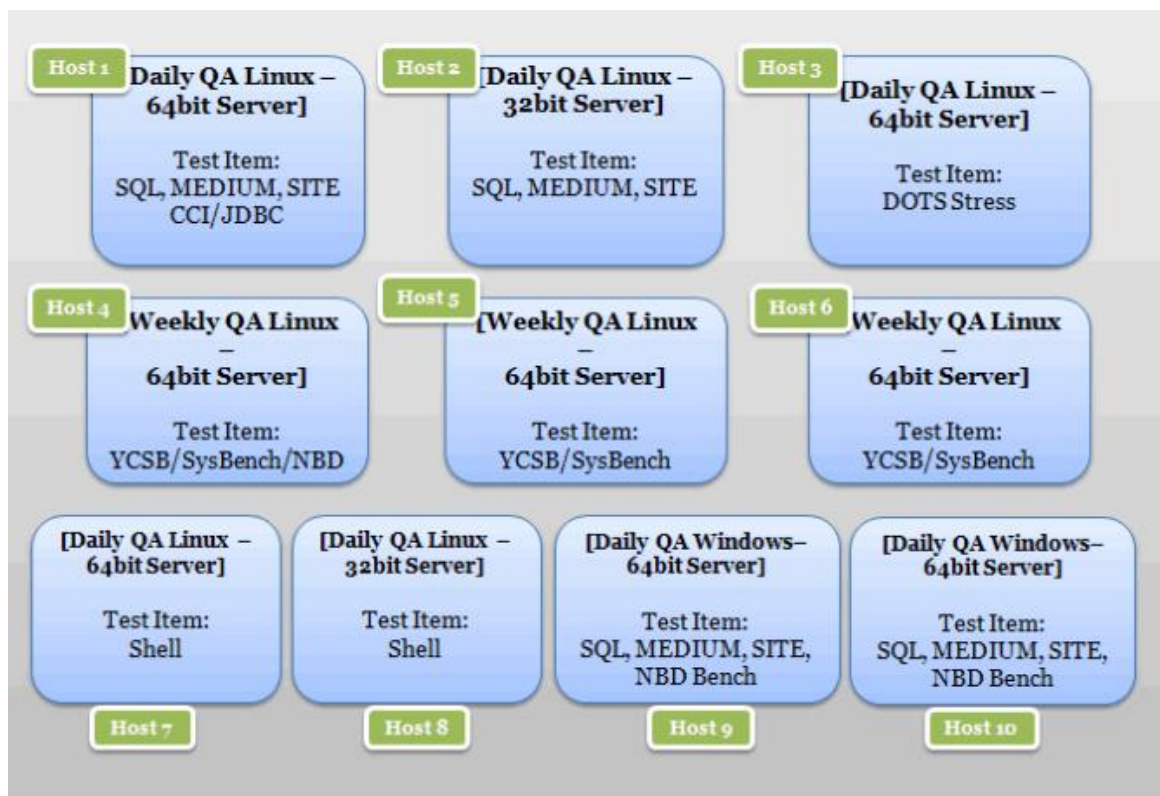 Host 1
[Daily QA Linux –
64bit Server]
Test Item:
SQL, MEDIUM, SITE
CCI/JDBC
Host 2
[Daily QA Linux –
32bit Server]
Test Item:
SQL, MEDIUM, SITE
Host 3
[Daily QA Linux –
64bit Server]
Test Item:
DOTS Stress
Host 4
[Weekly QA Linux
–
64bit Server]
Test Item:
YCSB/SysBench/NBD
Host 5
[Weekly QA Linux
–
64bit Server]
Test Item:
YCSB/SysBench
Host 6
[Weekly QA Linux
–
64bit Server]
Test Item:
YCSB/SysBench
[Daily QA Linux –
64bit Server]
Test Item:
Shell
Host 7
[Daily QA Linux –
32bit Server]
Test Item:
Shell
Host 8
[Daily QA Windows–
64bit Server]
Test Item:
SQL, MEDIUM, SITE,
NBD Bench
Host 9
[Daily QA Windows–
64bit Server]
Test Item:
SQL, MEDIUM, SITE,
NBD Bench
Host 10